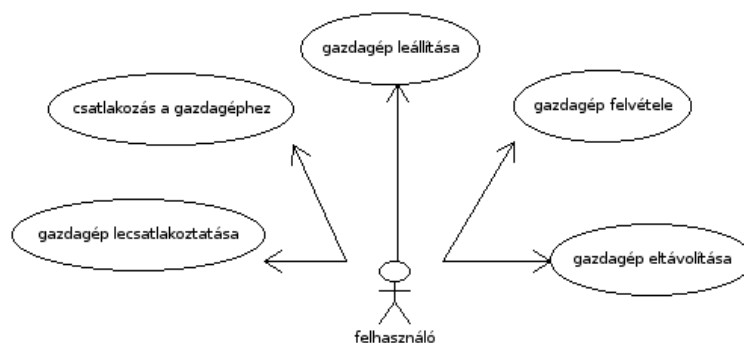 gazdagép leállítása
csatlakozás a gazdagéphez
gazdagép felvétele
gazdagép lecsatlakoztatása
gazdagép eltávolítása
felhasználó